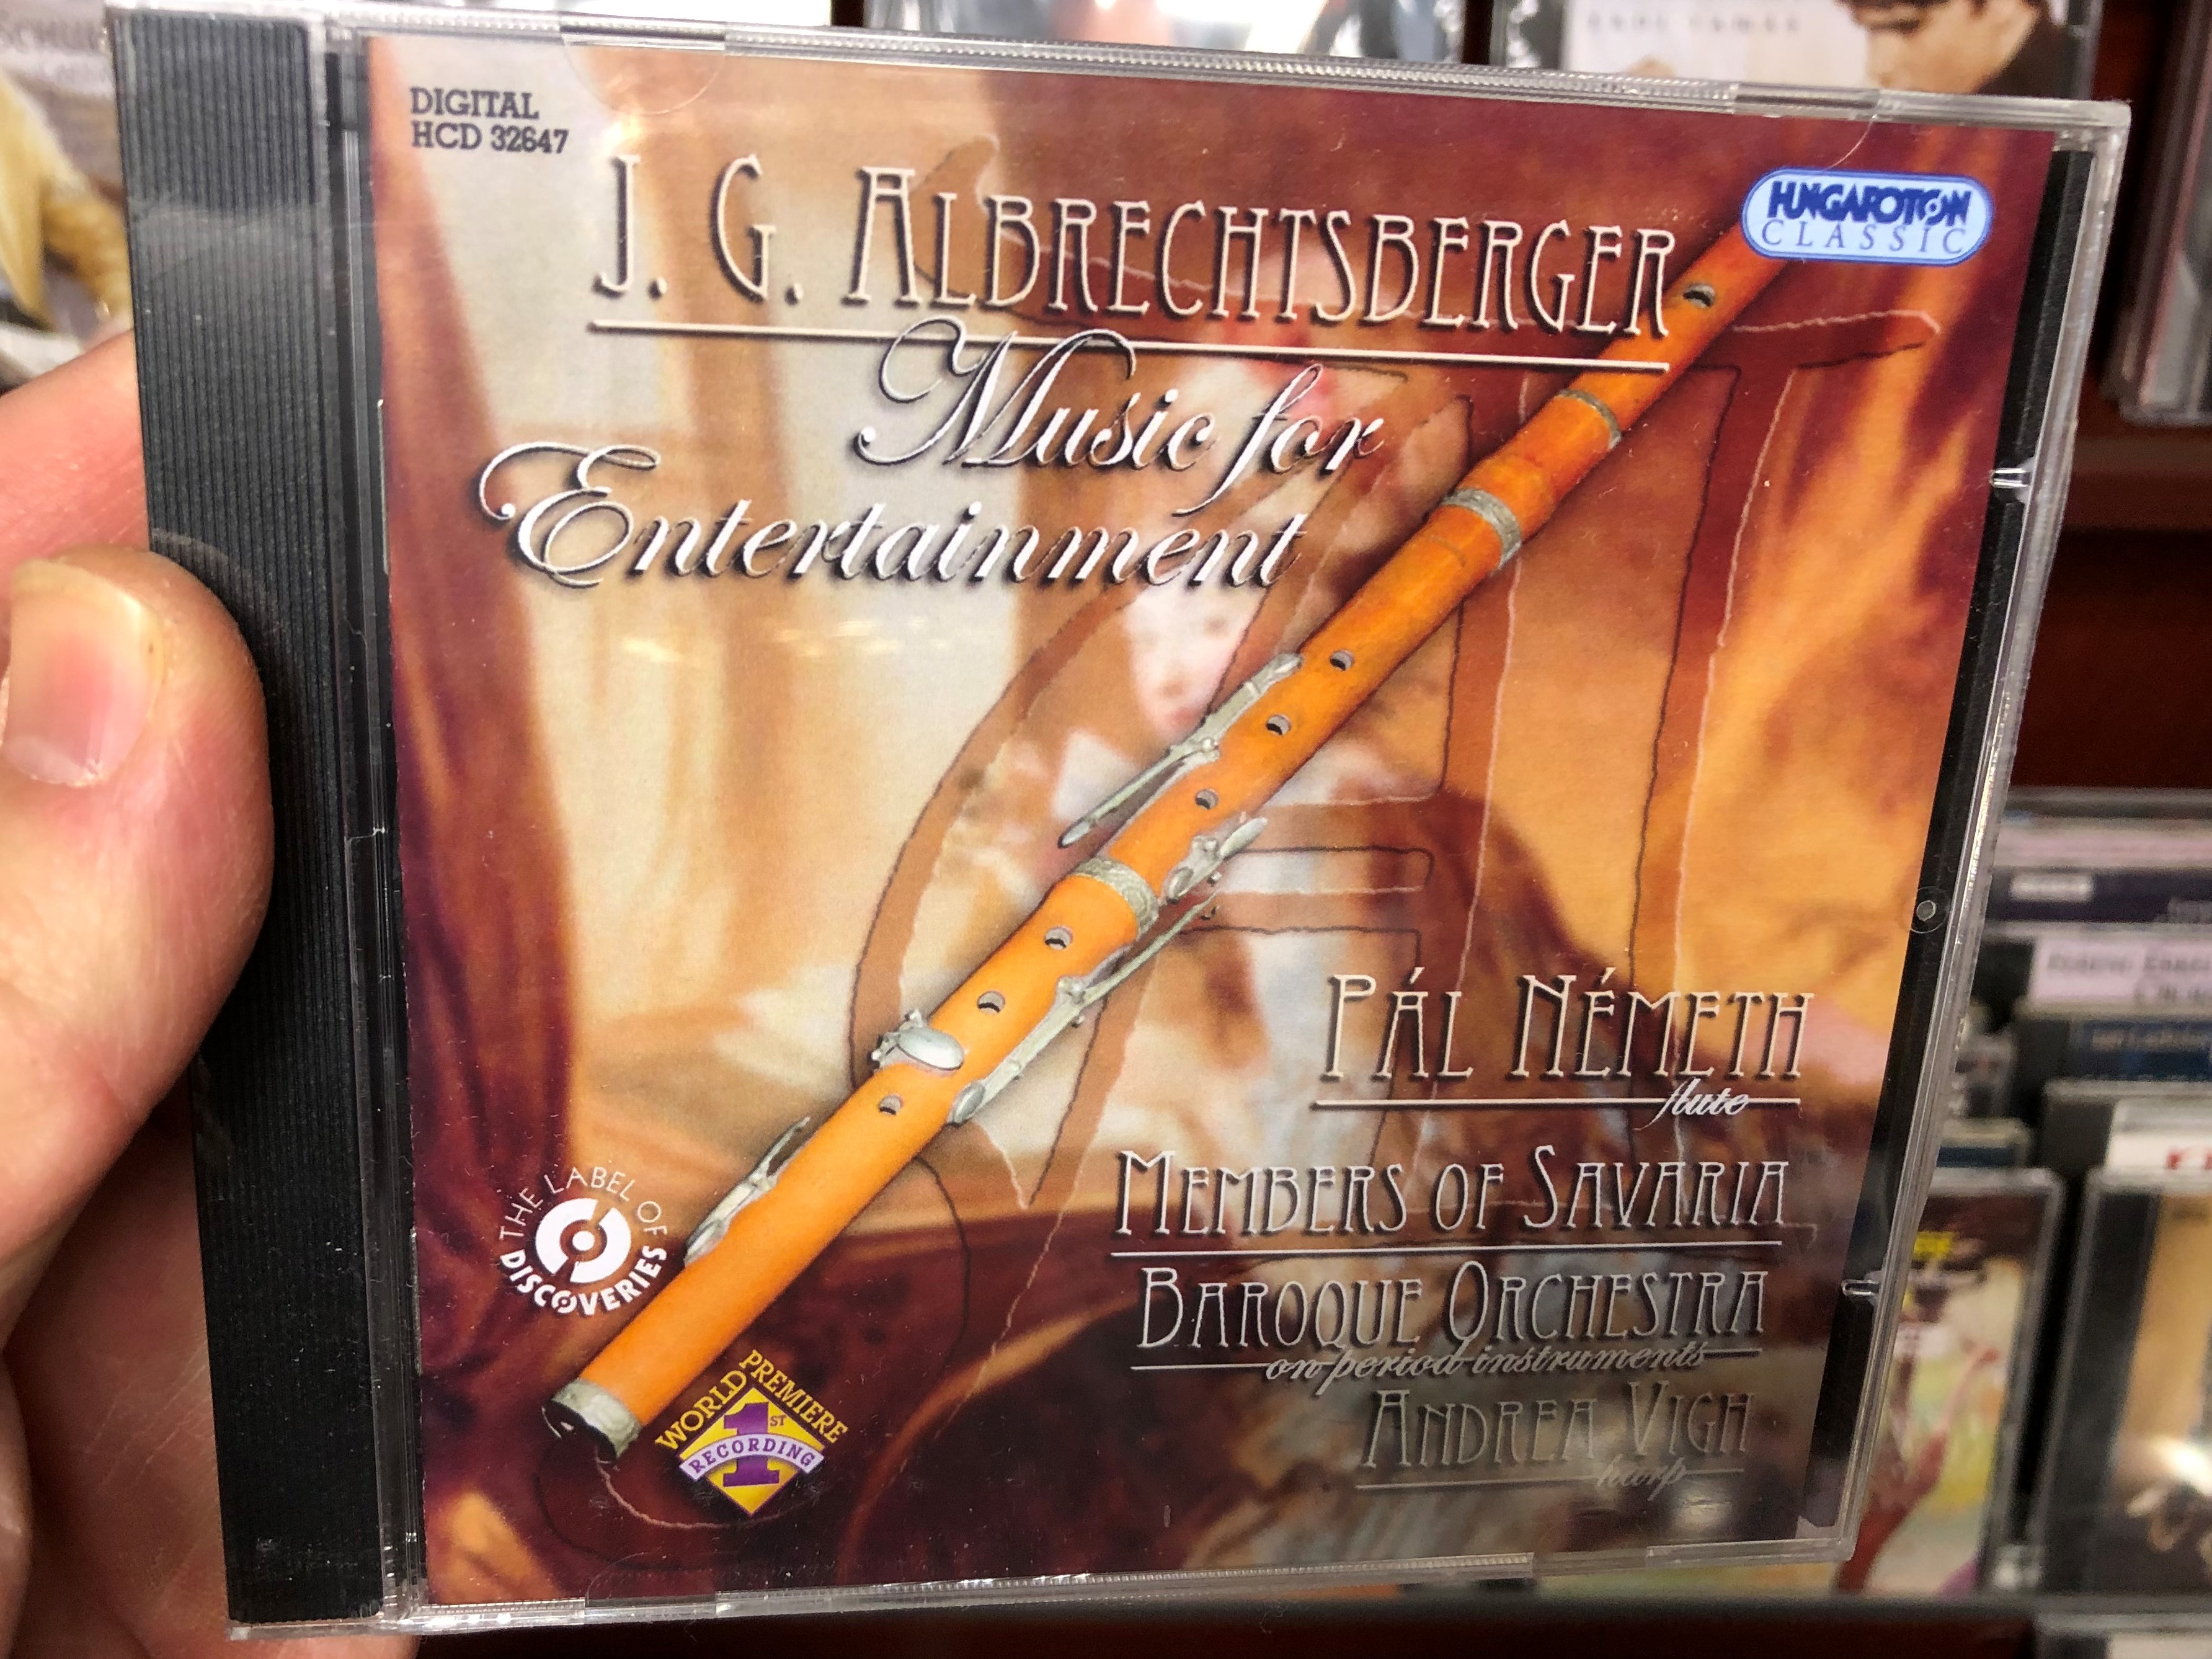 DIGITAL
HCD 32647
J. G. ALBRECHTSBERGER
HUNGAROTON
CLASSIC
Music for
Entertainment
PÁL NÉMETH
flute
MEMBERS OF SAVARIA
BAROQUE ORCHESTRA
on period instruments
ANDREA VIGH
harp
THE LABEL OF
DISCOVERIES
WORLD PREMIERE
1ST
RECORDING